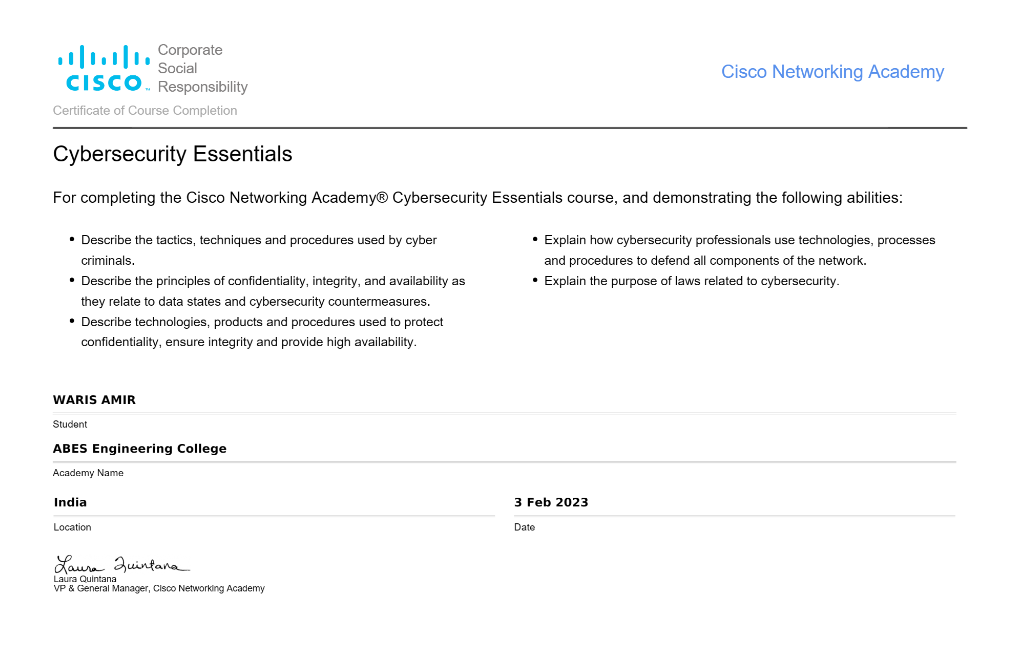 Corporate
Social
Responsibility
CISCO™
Cisco Networking Academy
Certificate of Course Completion
Cybersecurity Essentials
For completing the Cisco Networking Academy® Cybersecurity Essentials course, and demonstrating the following abilities:
• Describe the tactics, techniques and procedures used by cyber
criminals.
• Describe the principles of confidentiality, integrity, and availability as
they relate to data states and cybersecurity countermeasures.
• Describe technologies, products and procedures used to protect
confidentiality, ensure integrity and provide high availability.
• Explain how cybersecurity professionals use technologies, processes
and procedures to defend all components of the network.
• Explain the purpose of laws related to cybersecurity.
WARIS AMIR
Student
ABES Engineering College
Academy Name
India
Location
3 Feb 2023
Date
Laura Quintana
Laura Quintana
VP & General Manager, Cisco Networking Academy